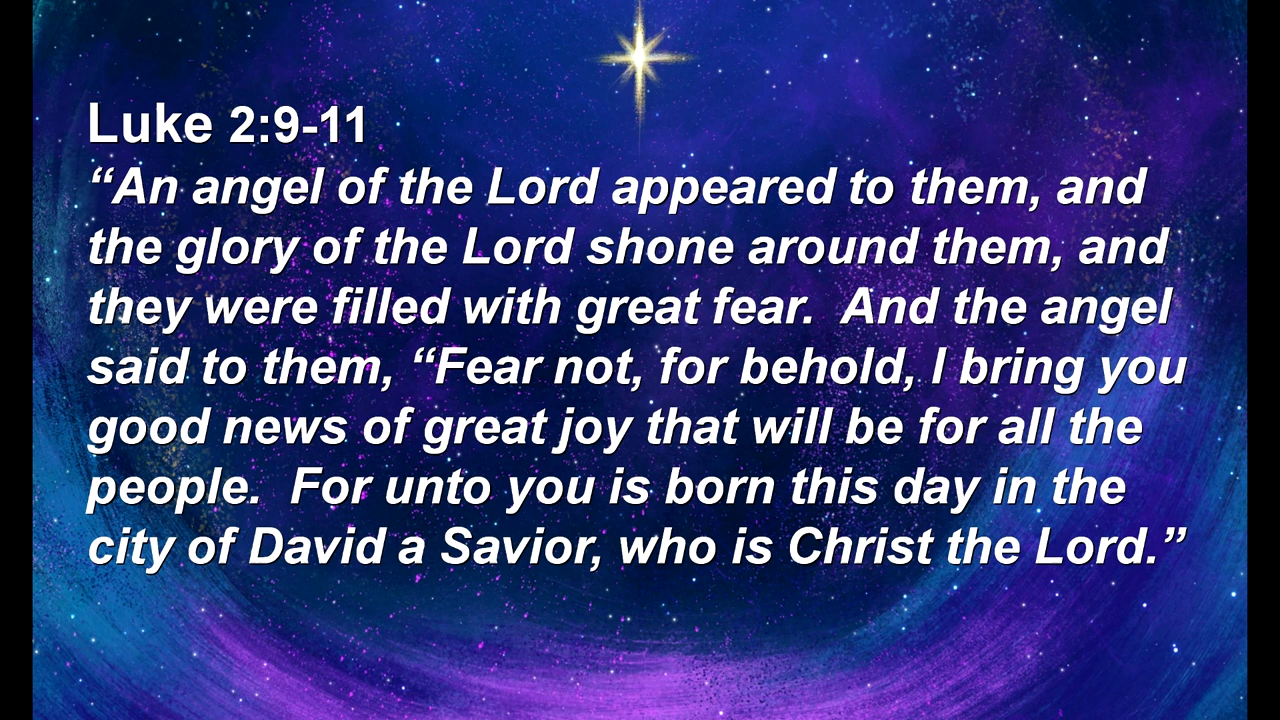 Luke 2:9-11
“An angel of the Lord appeared to them, and
the glory of the Lord shone around them, and
they were filled with great fear.  And the angel
said to them, “Fear not, for behold, I bring you
good news of great joy that will be for all the
people.  For unto you is born this day in the
city of David a Savior, who is Christ the Lord.”